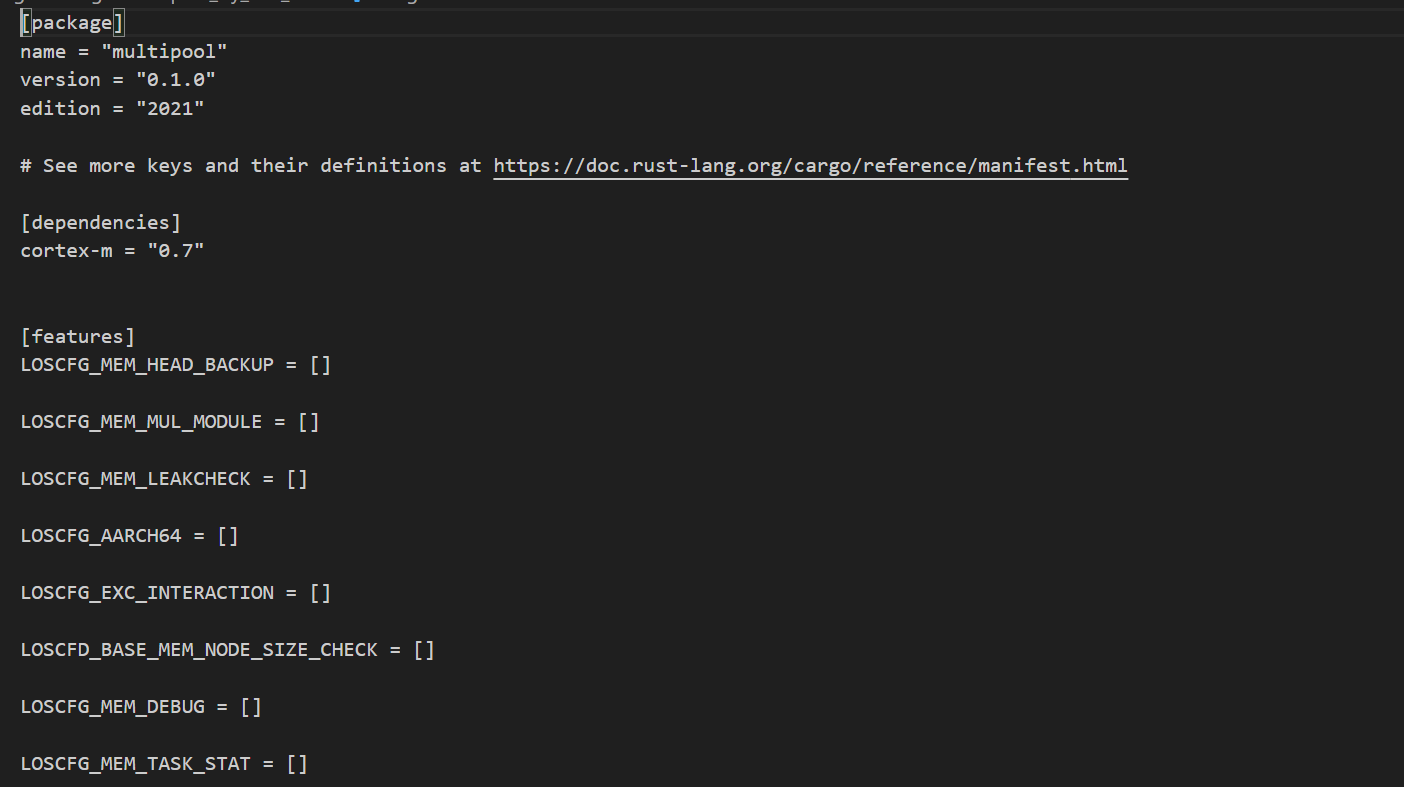 [package]
name = "multipool"
version = "0.1.0"
edition = "2021"
# See more keys and their definitions at https://doc.rust-lang.org/cargo/reference/manifest.html
[dependencies]
cortex-m = "0.7"
[features]
LOSCFG_MEM_HEAD_BACKUP = []
LOSCFG_MEM_MUL_MODULE = []
LOSCFG_MEM_LEAKCHECK = []
LOSCFG_AARCH64 = []
LOSCFG_EXC_INTERACTION = []
LOSCFD_BASE_MEM_NODE_SIZE_CHECK = []
LOSCFG_MEM_DEBUG = []
LOSCFG_MEM_TASK_STAT = []